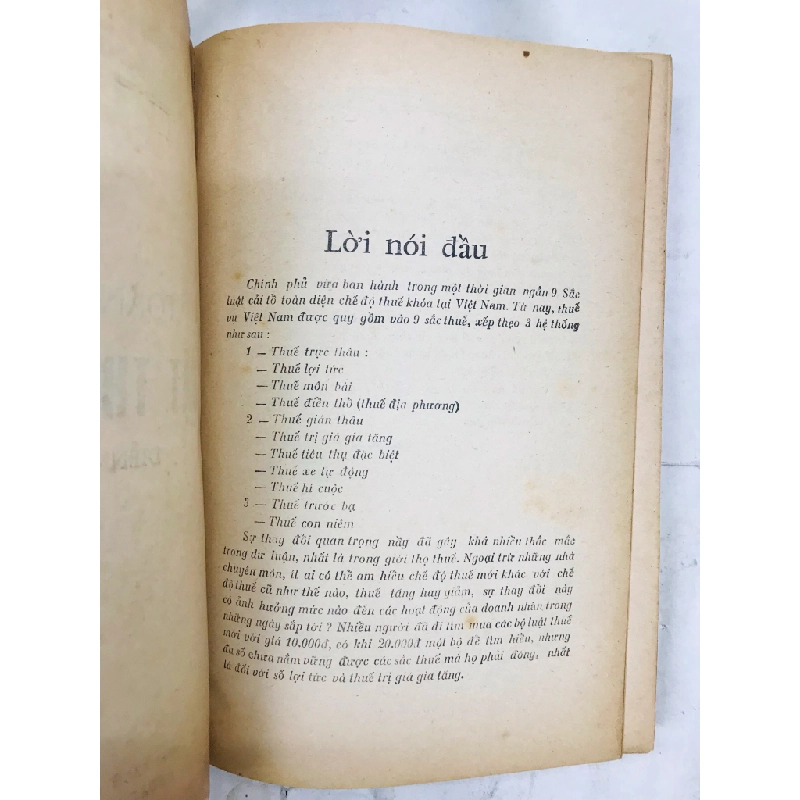 Lời nói đầu
Chính phủ vừa ban hành trong một thời gian ngắn 9 Sắc
luật cải tổ toàn diện chế độ thuế khóa lại Việt Nam. Từ nay, thuế
vụ Việt Nam được quy gồm vào 9 sắc thuế, xếp theo 3 hệ thống
như sau :
1 — Thuế trực thâu :
— Thuế lợi tức
— Thuế môn bài
— Thuế điền thổ (thuế địa phương)
2 — Thuế gián thâu
— Thuế trị giá gia tăng
— Thuế tiêu thụ đặc biệt
— Thuế xe tự động
— Thuế hí cuộc
3 — Thuế trước bạ
— Thuế con niêm
Sự thay đổi quan trọng nầy đã gây khá nhiều thắc mắc
trong dư luận, nhất là trong giới thọ thuế. Ngoại trừ những nhà
chuyên môn, ít ai có thể am hiểu chế độ thuế mới khác với chế
độ thuế cũ như thế nào, thuế tăng hay giảm, sự thay đổi này
có ảnh hưởng mức nào đến các hoạt động của doanh nhân trong
những ngày sắp tới ? Nhiều người đã đi tìm mua các bộ luật thuế
mới với giá 10.000đ, có khi 20.000đ một bộ để tìm hiểu, nhưng
đa số chưa nắm vững được các sắc thuế mà họ phải đóng, nhất
là đối với số lợi tức và thuế trị giá gia tăng.